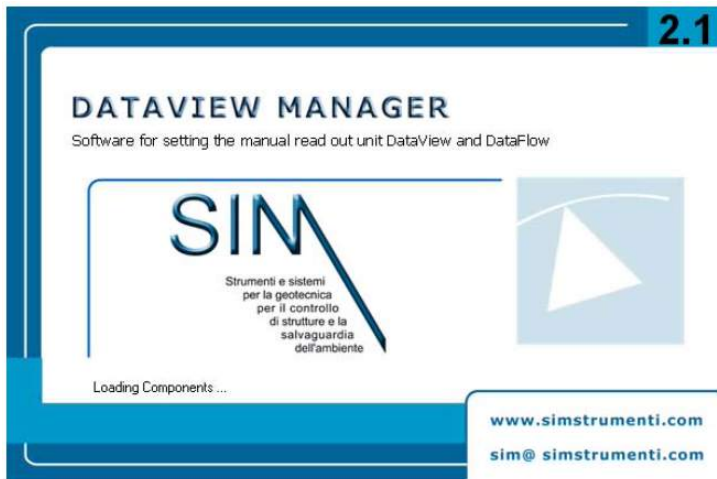 2.1
DATAVIEW MANAGER
Software for setting the manual read out unit DataView and DataFlow
SIM
Strumenti e sistemi
per la geotecnica
per il controllo
di strutture e la
salvaguardia
dell'ambiente
Loading Components ...
www.simstrumenti.com
sim@ simstrumenti.com